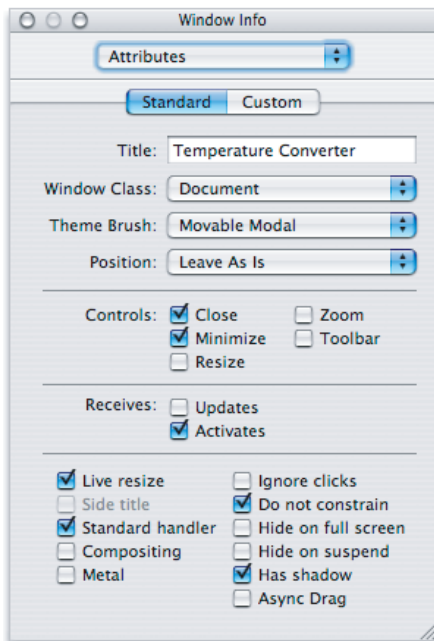 Window Info
Attributes
Standard Custom
Title: Temperature Converter
Window Class: Document
Theme Brush: Movable Modal
Position: Leave As Is
Controls: Close Zoom
Minimize Toolbar
Resize
Receives: Updates
Activates
Live resize Ignore clicks
Side title Do not constrain
Standard handler Hide on full screen
Compositing Hide on suspend
Metal Has shadow
Async Drag